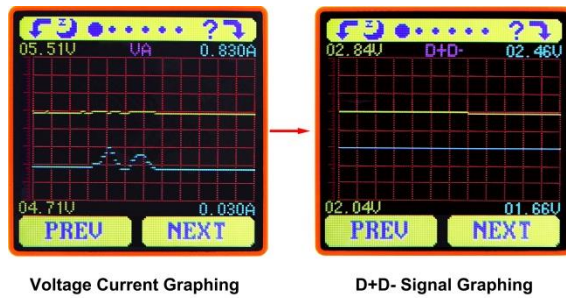 05.51V VA 0.830A
04.71V 0.030A
PREV NEXT
Voltage Current Graphing
?
02.84V D+D- 02.46V
02.04V 01.66V
PREV NEXT
D+D- Signal Graphing